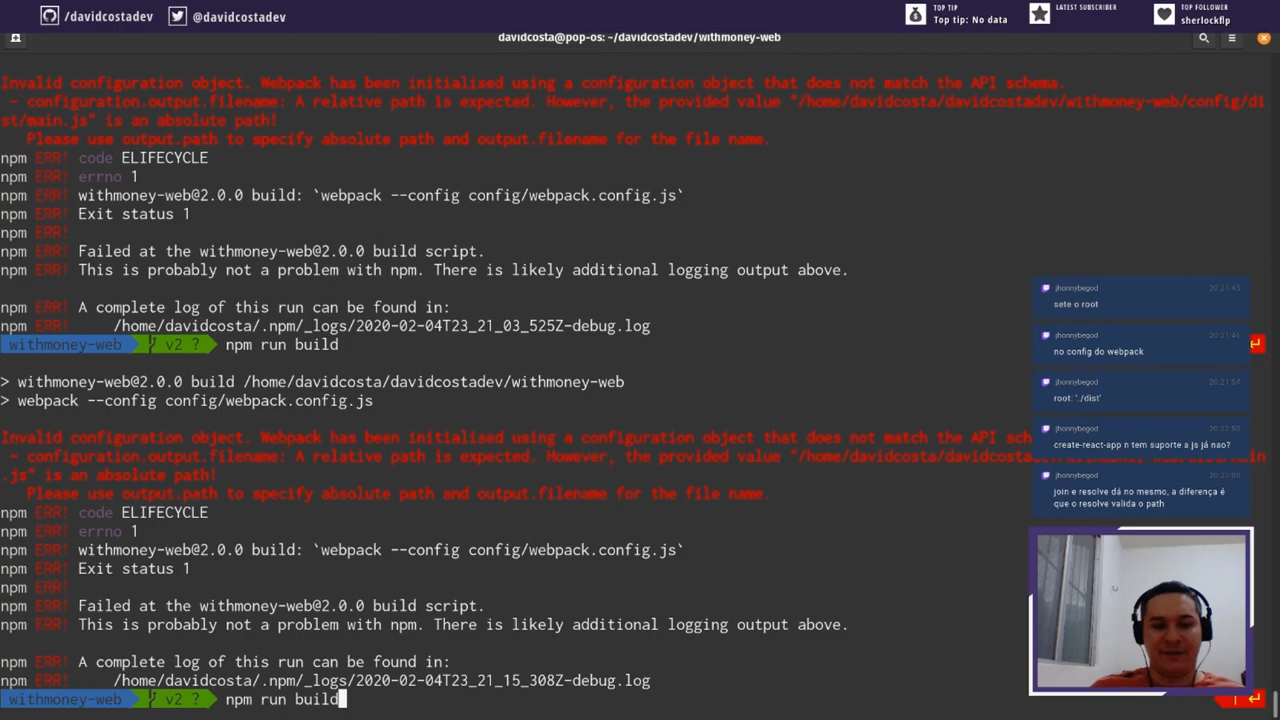 /davidcostadev
@davidcostadev
TOP TIP
Top tip: No data
LATEST SUBSCRIBER
TOP FOLLOWER
sherlockflp
davidcosta@pop-os: ~/davidcostadev/withmoney-web
Invalid configuration object. Webpack has been initialised using a configuration object that does not match the API schema.
- configuration.output.filename: A relative path is expected. However, the provided value "/home/davidcosta/davidcostadev/withmoney-web/config/di
st/main.js" is an absolute path!
Please use output.path to specify absolute path and output.filename for the file name.
npm ERR! code ELIFECYCLE
npm ERR! errno 1
npm ERR! withmoney-web@2.0.0 build: `webpack --config config/webpack.config.js`
npm ERR! Exit status 1
npm ERR!
npm ERR! Failed at the withmoney-web@2.0.0 build script.
npm ERR! This is probably not a problem with npm. There is likely additional logging output above.
npm ERR! A complete log of this run can be found in:
npm ERR! /home/davidcosta/.npm/_logs/2020-02-04T23_21_03_525Z-debug.log
withmoney-web v2 ? npm run build
> withmoney-web@2.0.0 build /home/davidcosta/davidcostadev/withmoney-web
> webpack --config config/webpack.config.js
Invalid configuration object. Webpack has been initialised using a configuration object that does not match the API sch
- configuration.output.filename: A relative path is expected. However, the provided value "/home/davidcosta/davidcosta
.js" is an absolute path!
Please use output.path to specify absolute path and output.filename for the file name.
npm ERR! code ELIFECYCLE
npm ERR! errno 1
npm ERR! withmoney-web@2.0.0 build: `webpack --config config/webpack.config.js`
npm ERR! Exit status 1
npm ERR!
npm ERR! Failed at the withmoney-web@2.0.0 build script.
npm ERR! This is probably not a problem with npm. There is likely additional logging output above.
npm ERR! A complete log of this run can be found in:
npm ERR! /home/davidcosta/.npm/_logs/2020-02-04T23_21_15_308Z-debug.log
withmoney-web v2 ? npm run build
jhonnybegod 20:21:43
sete o root
jhonnybegod 20:21:46
no config do webpack
jhonnybegod 20:21:54
root: './dist'
jhonnybegod 20:22:50
create-react-app n tem suporte a js já nao?
jhonnybegod
join e resolve dá no mesmo, a diferença é
que o resolve valida o path